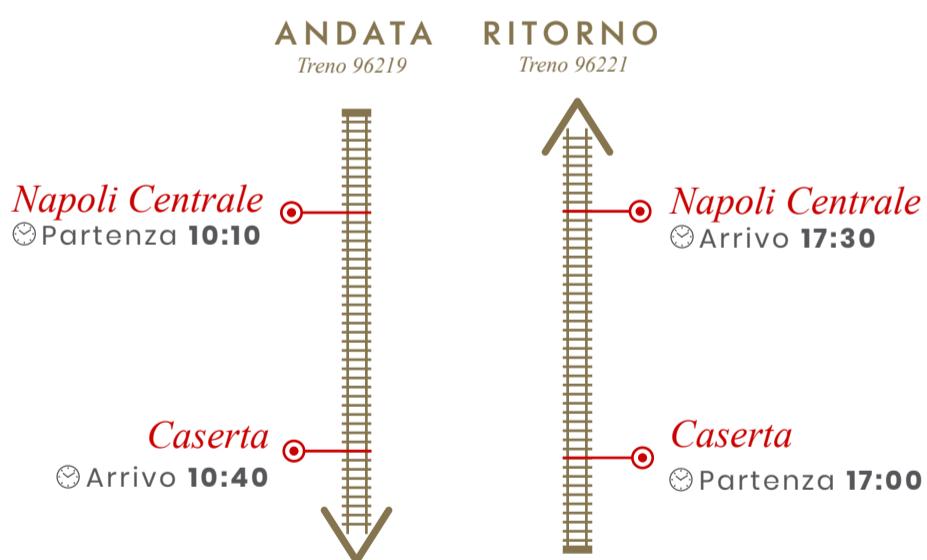 ANDATA
Treno 96219
Napoli Centrale
Partenza 10:10
Caserta
Arrivo 10:40
RITORNO
Treno 96221
Napoli Centrale
Arrivo 17:30
Caserta
Partenza 17:00